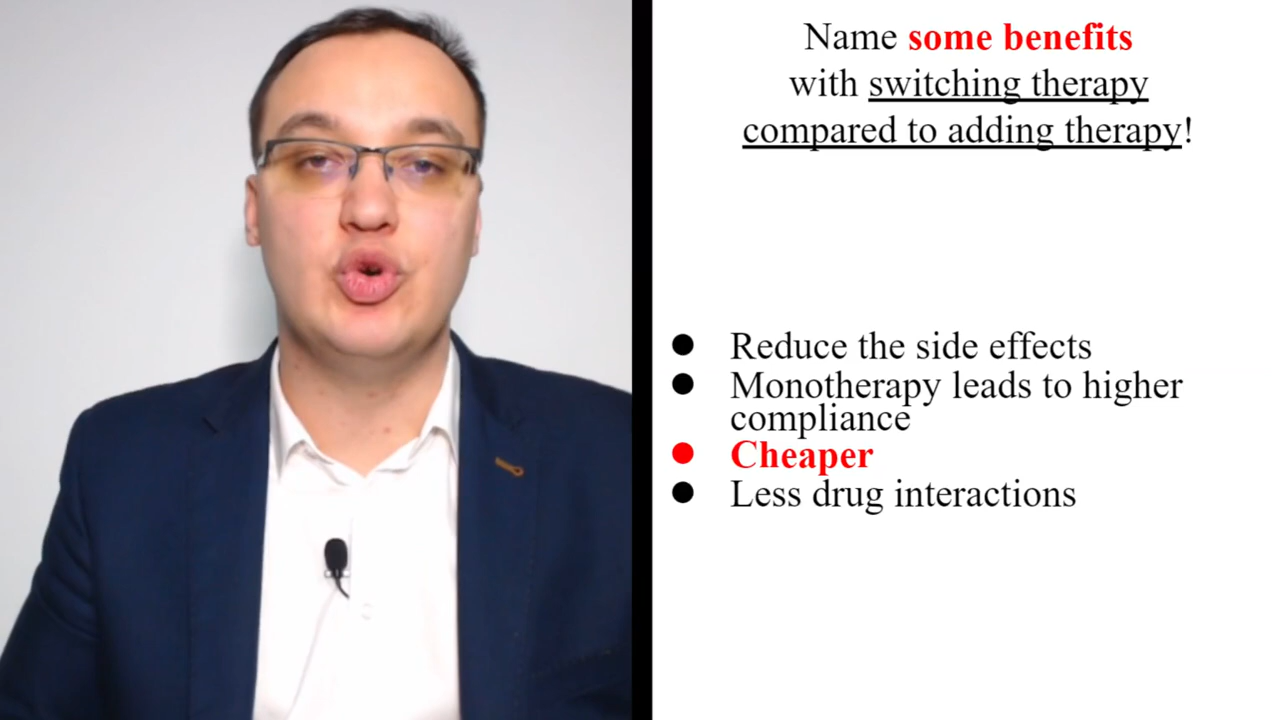 Name some benefits
with switching therapy
compared to adding therapy!
● Reduce the side effects
● Monotherapy leads to higher
compliance
● Cheaper
● Less drug interactions